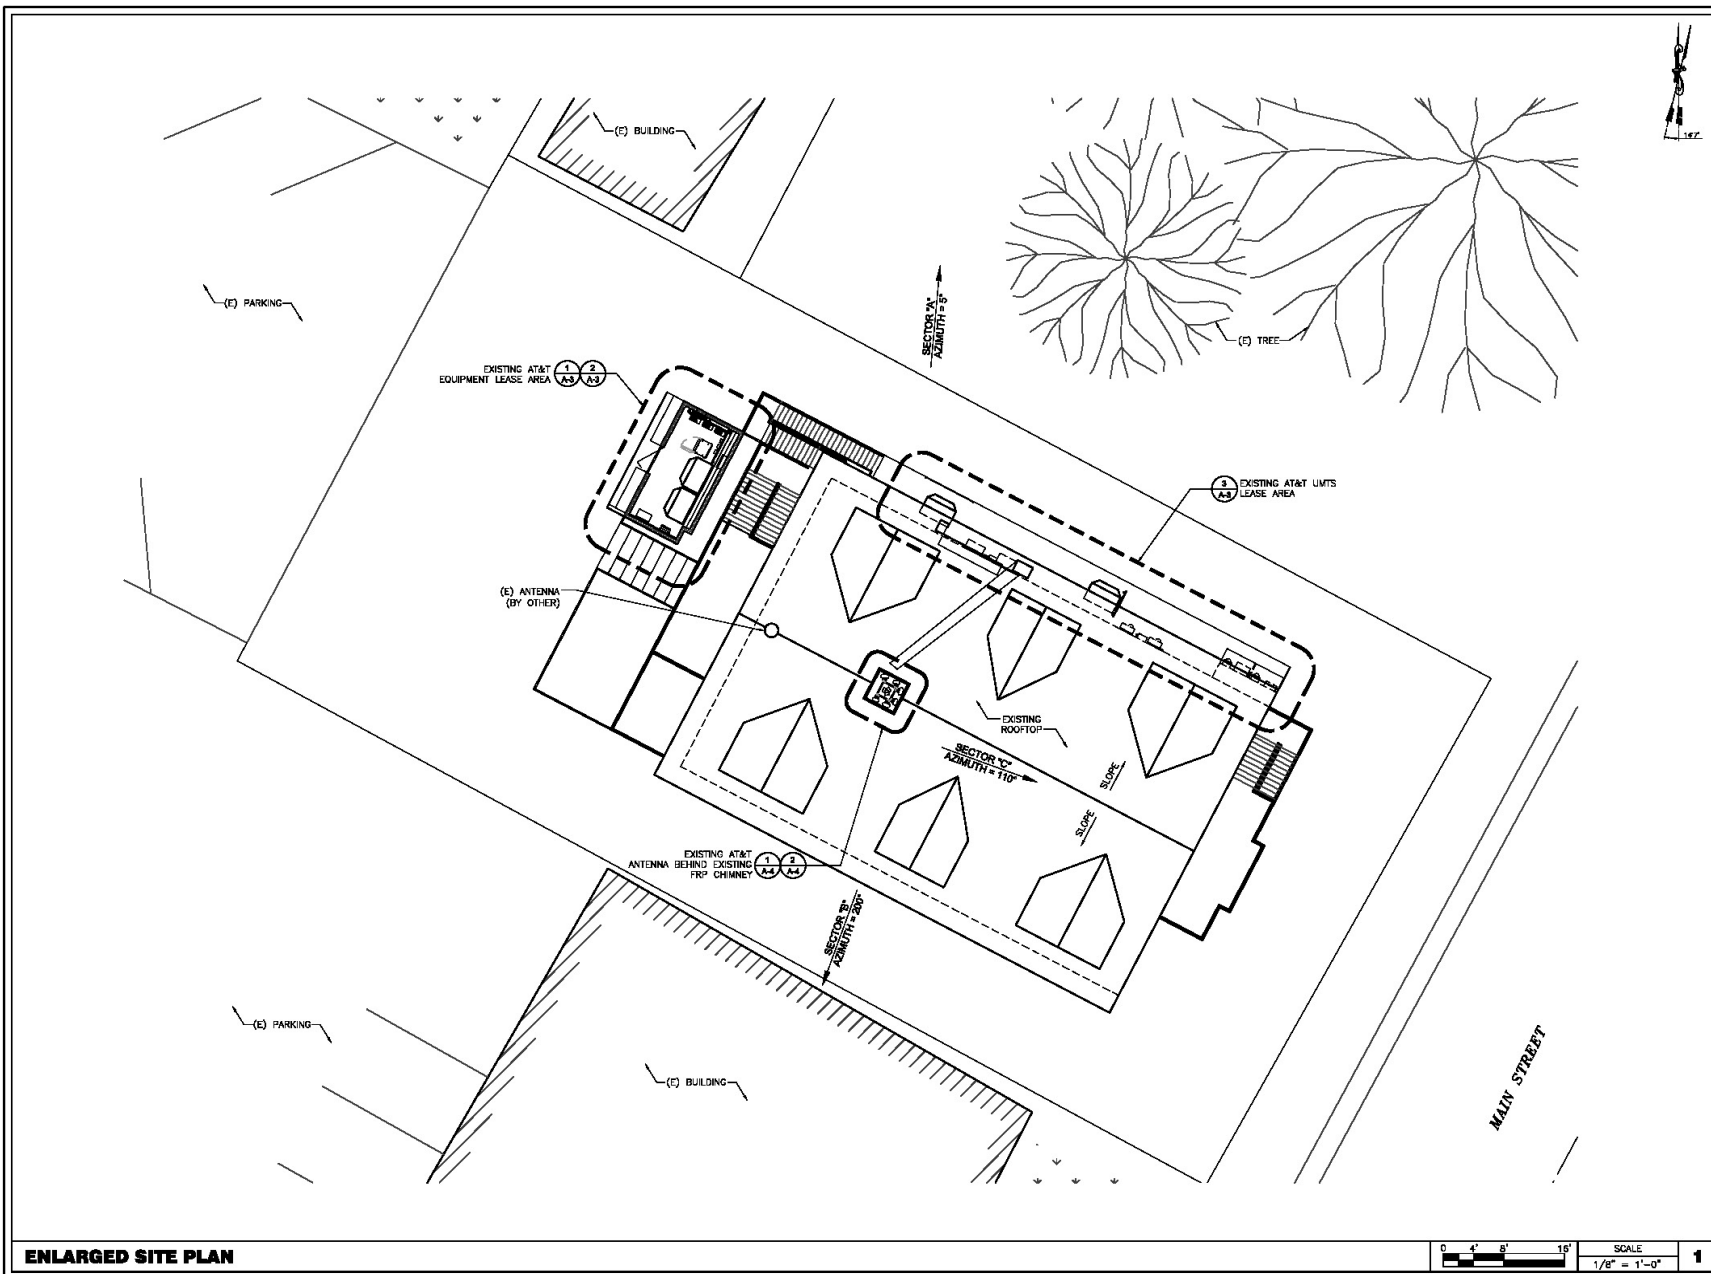 14.7°
(E) BUILDING
(E) PARKING
SECTOR "A"
AZIMUTH = 5°
(E) TREE
EXISTING AT&T
EQUIPMENT LEASE AREA
1
A-3
2
A-3
3
A-3
EXISTING AT&T UMTS
LEASE AREA
(E) ANTENNA
(BY OTHER)
EXISTING
ROOFTOP
SECTOR "C"
AZIMUTH = 110°
SLOPE
SLOPE
EXISTING AT&T
ANTENNA BEHIND EXISTING
FRP CHIMNEY
1
A-4
2
A-4
SECTOR "B"
AZIMUTH = 200°
(E) PARKING
(E) BUILDING
MAIN STREET
ENLARGED SITE PLAN
0 4' 8' 16'
SCALE
1/8" = 1'-0"
1